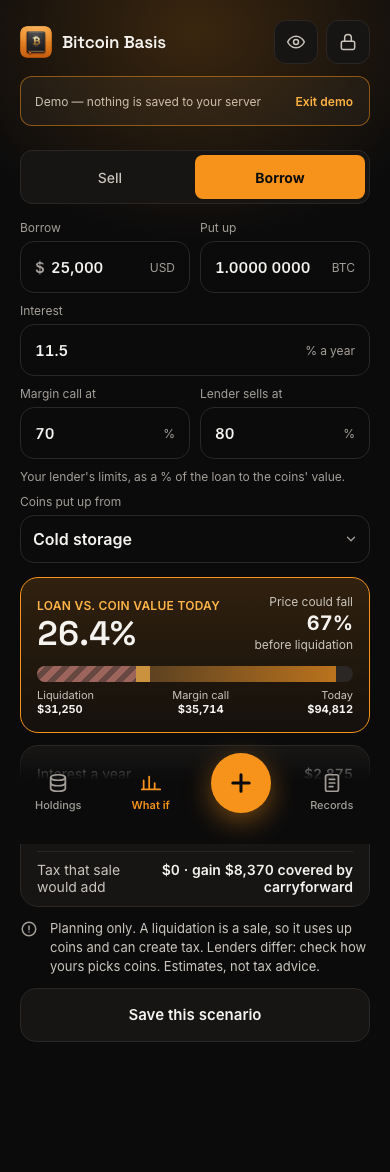 Bitcoin Basis
Demo — nothing is saved to your server Exit demo
Sell Borrow
Borrow Put up
$ 25,000 USD 1.0000 0000 BTC
Interest
11.5 % a year
Margin call at Lender sells at
70 % 80 %
Your lender's limits, as a % of the loan to the coins' value.
Coins put up from
Cold storage
LOAN VS. COIN VALUE TODAY
26.4%
Price could fall
67%
before liquidation
Liquidation Margin call Today
$31,250 $35,714 $94,812
Interest a year $2,875
Holdings What if Records
Tax that sale would add
$0 · gain $8,370 covered by
carryforward
Planning only. A liquidation is a sale, so it uses up
coins and can create tax. Lenders differ: check how
yours picks coins. Estimates, not tax advice.
Save this scenario